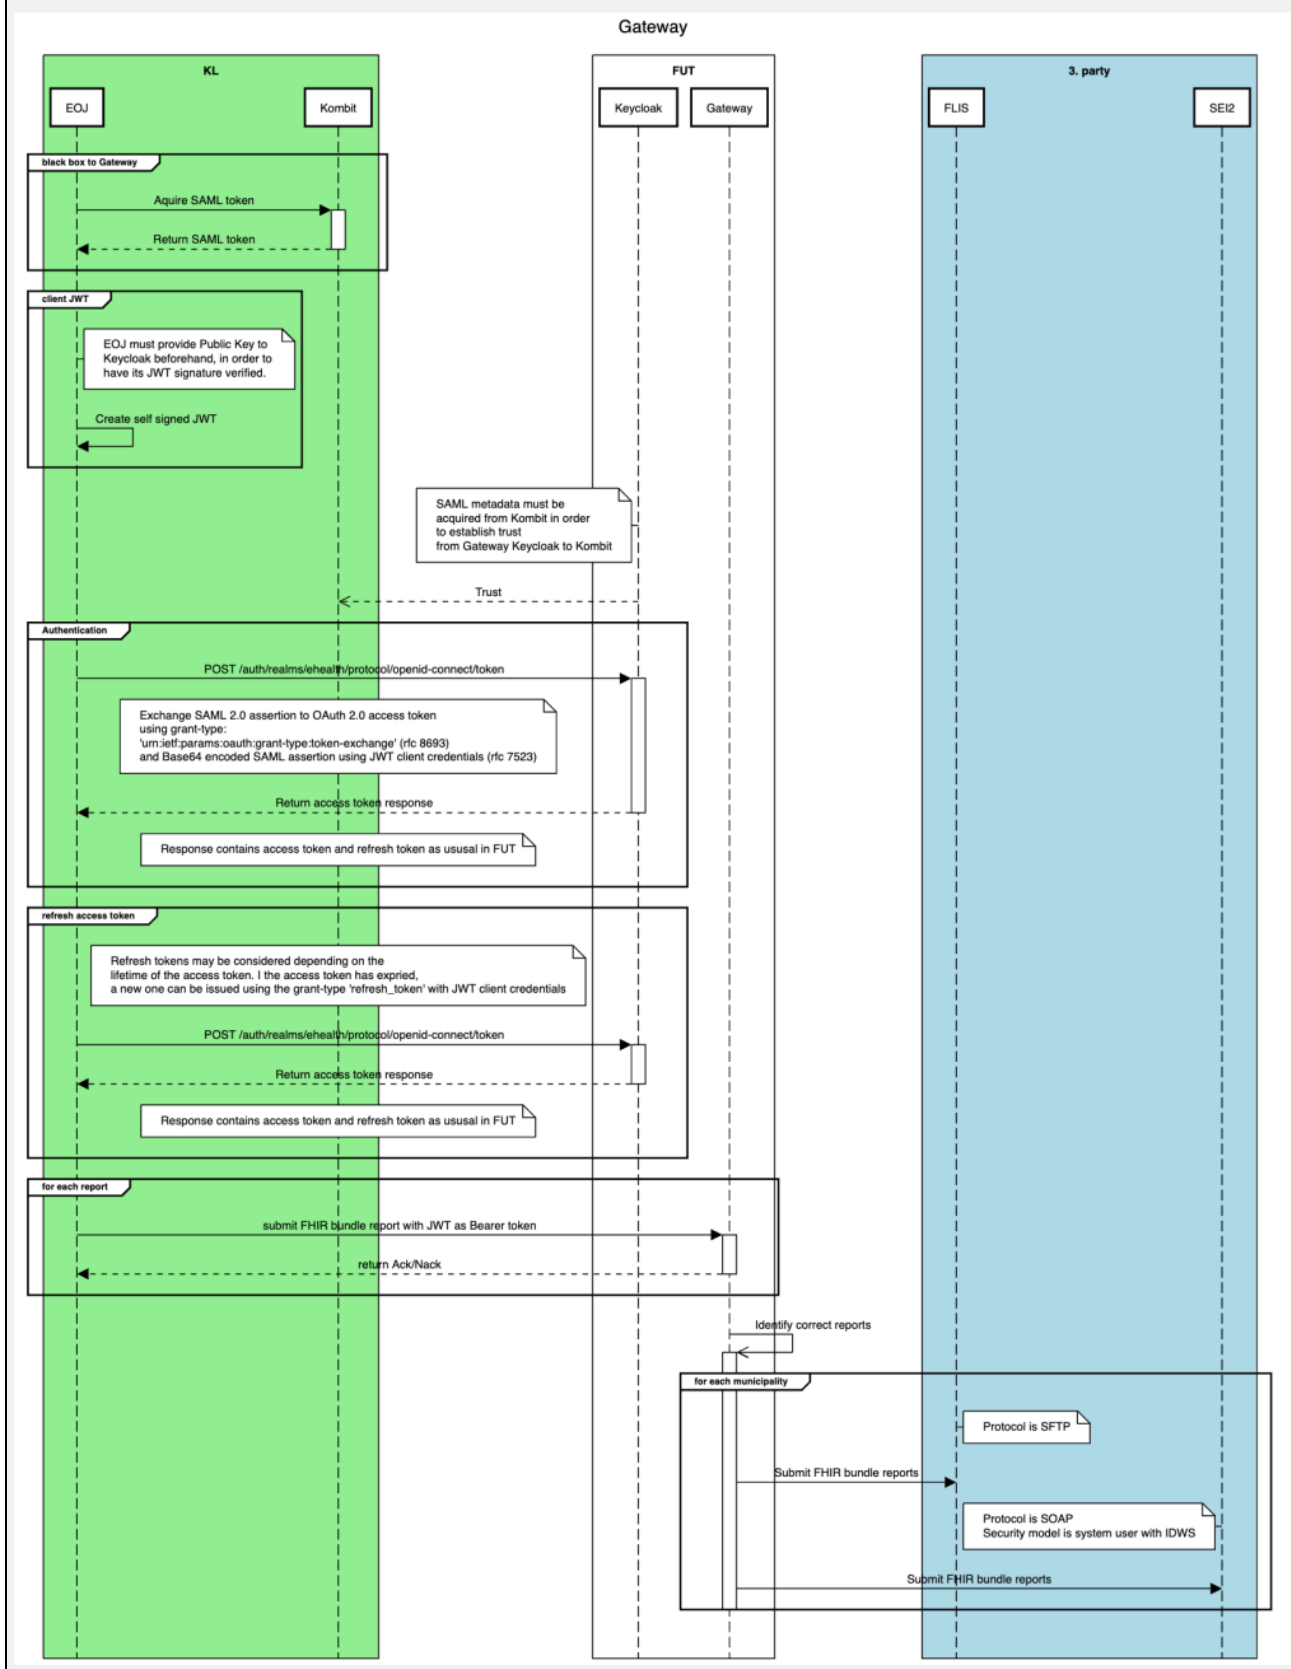 Gateway
KL
FUT
3. party
EOJ
Kombit
Keycloak
Gateway
FLIS
SEI2
black box to Gateway
Aquire SAML token
Return SAML token
client JWT
EOJ must provide Public Key to
Keycloak beforehand, in order to
have its JWT signature verified.
Create self signed JWT
SAML metadata must be
acquired from Kombit in order
to establish trust
from Gateway Keycloak to Kombit
Trust
Authentication
POST /auth/realms/ehealth/protocol/openid-connect/token
Exchange SAML 2.0 assertion to OAuth 2.0 access token
using grant-type:
'urn:ietf:params:oauth:grant-type:token-exchange' (rfc 8693)
and Base64 encoded SAML assertion using JWT client credentials (rfc 7523)
Return access token response
Response contains access token and refresh token as ususal in FUT
refresh access token
Refresh tokens may be considered depending on the
lifetime of the access token. I the access token has expried,
a new one can be issued using the grant-type 'refresh_token' with JWT client credentials
POST /auth/realms/ehealth/protocol/openid-connect/token
Return access token response
Response contains access token and refresh token as ususal in FUT
for each report
submit FHIR bundle report with JWT as Bearer token
return Ack/Nack
Identify correct reports
for each municipality
Protocol is SFTP
Submit FHIR bundle reports
Protocol is SOAP
Security model is system user with IDWS
Submit FHIR bundle reports